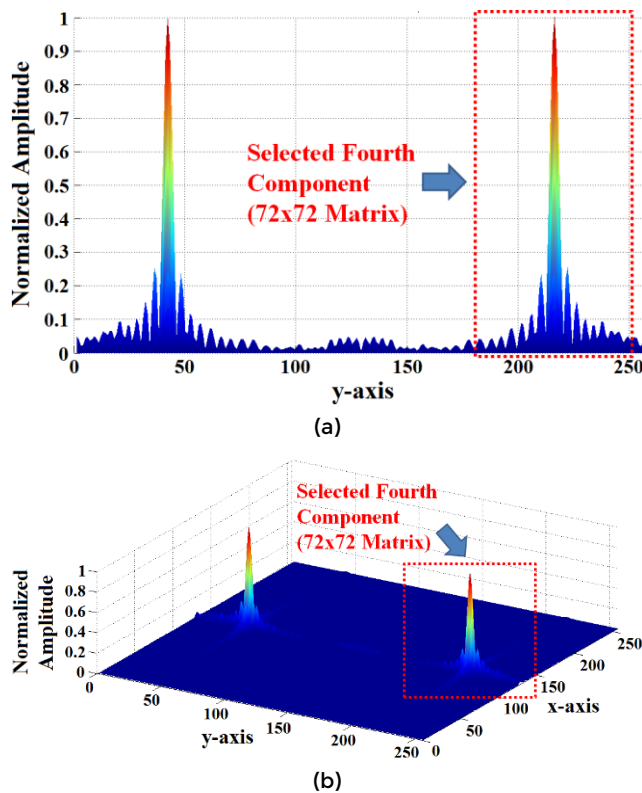 1
0.9
0.8
0.7
0.6
0.5
0.4
0.3
0.2
0.1
0
Normalized Amplitude
Selected Fourth
Component
(72x72 Matrix)
0
50
100
150
200
250
y-axis
(a)
Selected Fourth
Component
(72x72 Matrix)
Normalized
Amplitude
1
0.8
0.6
0.4
0.2
0
0
50
100
150
200
250
y-axis
0
50
100
150
200
250
x-axis
(b)